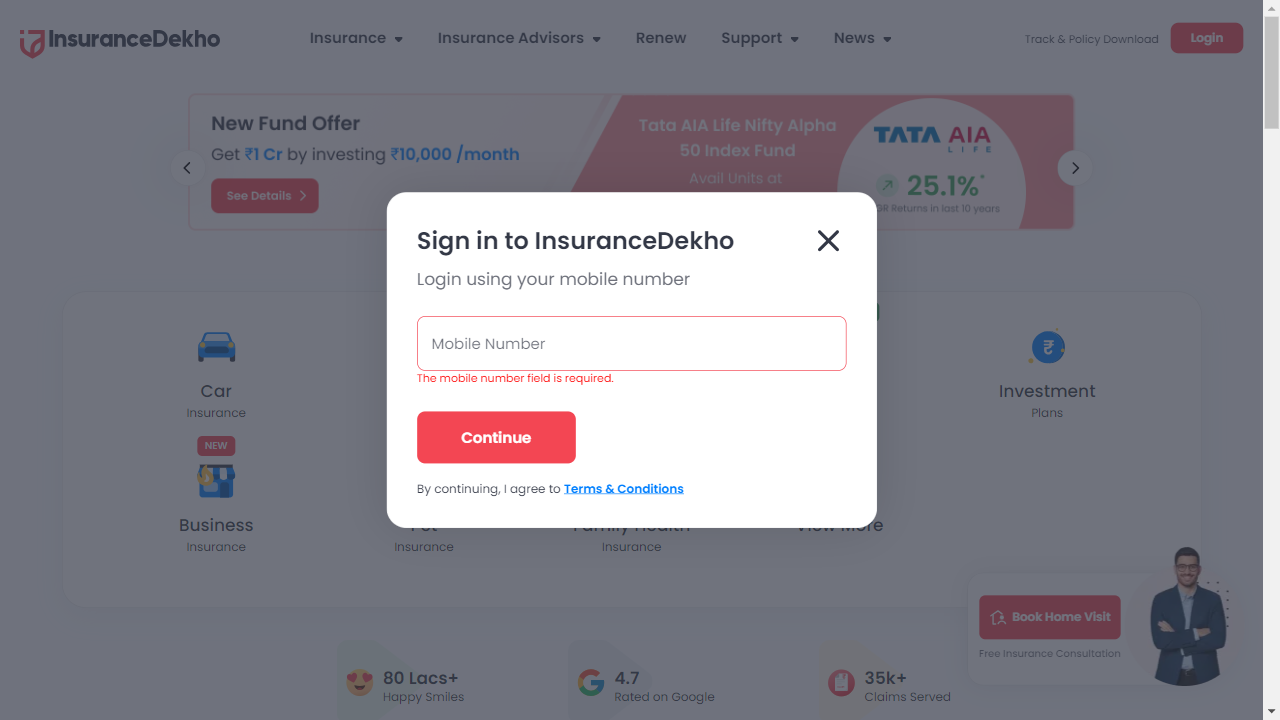 InsuranceDekho
Insurance
Insurance Advisors
Renew
Support
News
Track & Policy Download
Login
New Fund Offer
Get ₹1 Cr by investing ₹10,000 /month
See Details
Tata AIA Life Nifty Alpha
50 Index Fund
Avail Units at
TATA AIA
LIFE
25.1%*
Returns in last 10 years
Sign in to InsuranceDekho
Login using your mobile number
Mobile Number
The mobile number field is required.
Continue
By continuing, I agree to Terms & Conditions
Car
Insurance
Investment
Plans
NEW
Business
Insurance
Pet
Insurance
Family Health
Insurance
View More
Book Home Visit
Free Insurance Consultation
80 Lacs+
Happy Smiles
4.7
Rated on Google
35k+
Claims Served